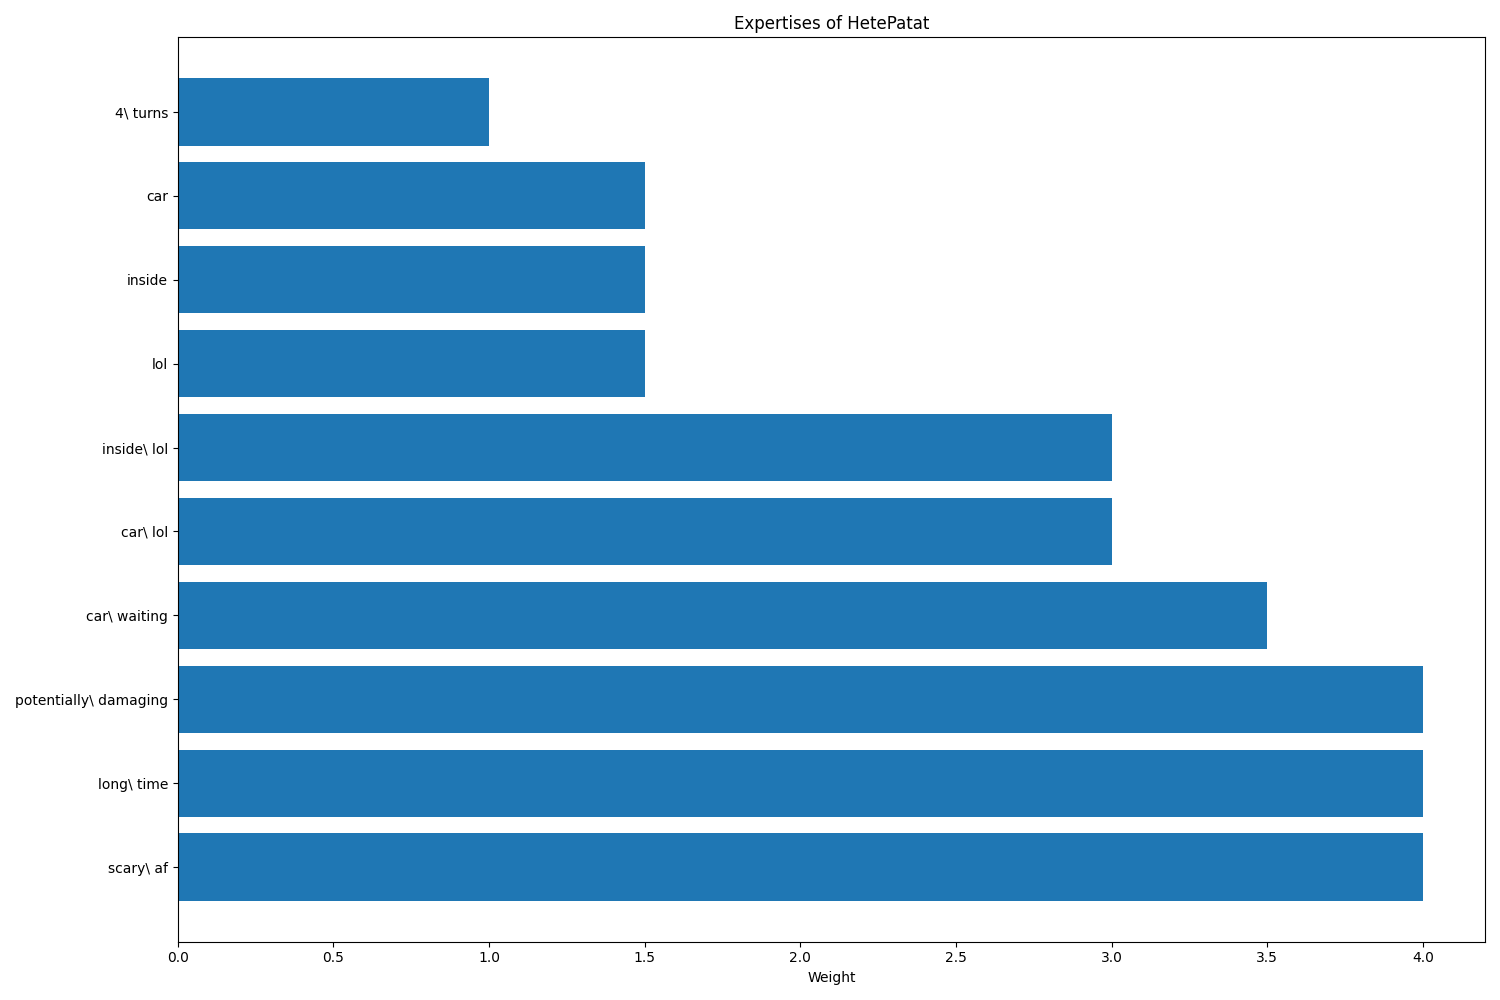 Expertises of HetePatat
4\ turns
car
inside
lol
inside\ lol
car\ lol
car\ waiting
potentially\ damaging
long\ time
scary\ af
0.0 0.5 1.0 1.5 2.0 2.5 3.0 3.5 4.0
Weight